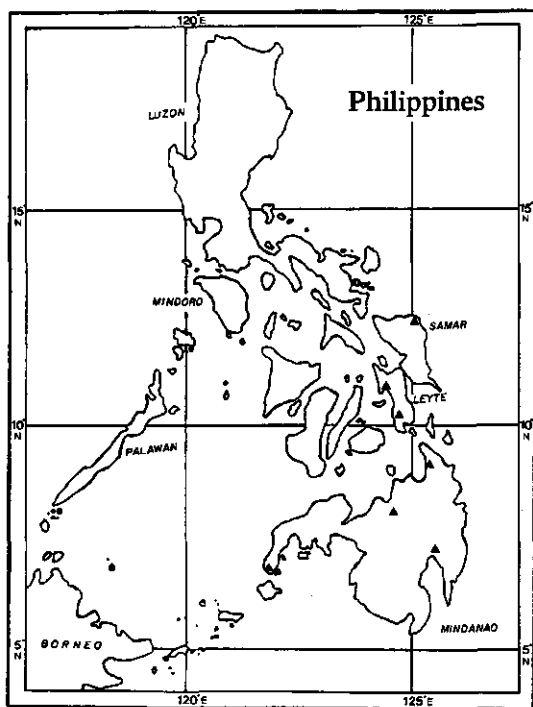 120°E 125°E
Philippines
LUZON
15°N 15°N
MINDORO
SAMAR
LEYTE
10°N 10°N
PALAWAN
MINDANAO
BORNEO
5°N 5°N
120°E 125°E